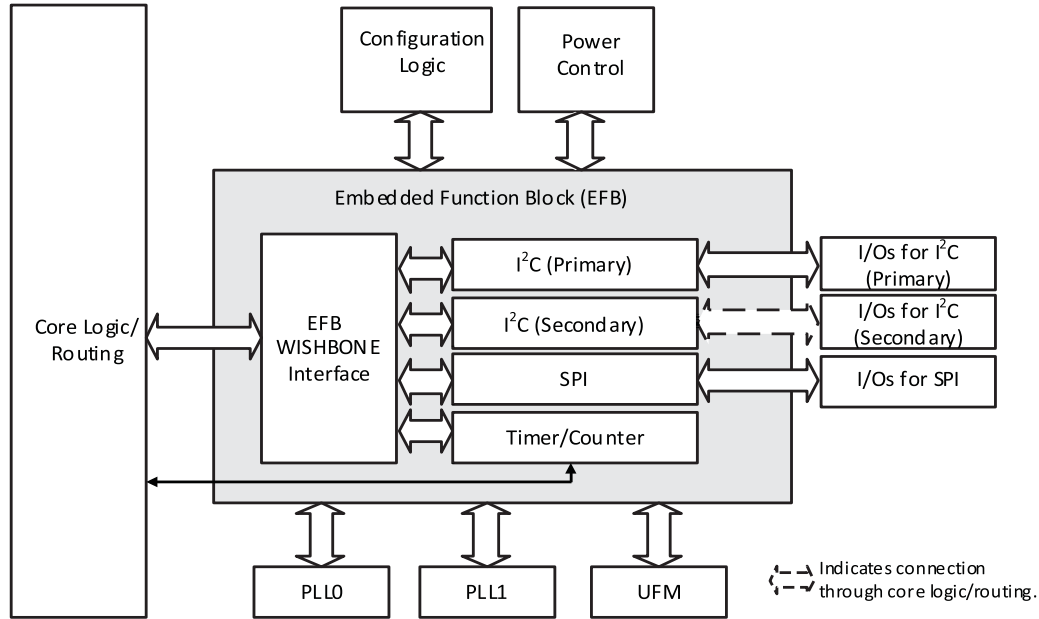 Configuration
Logic
Power
Control
Embedded Function Block (EFB)
Core Logic/
Routing
EFB
WISHBONE
Interface
I²C (Primary)
I²C (Secondary)
SPI
Timer/Counter
I/Os for I²C
(Primary)
I/Os for I²C
(Secondary)
I/Os for SPI
PLL0
PLL1
UFM
Indicates connection
through core logic/routing.